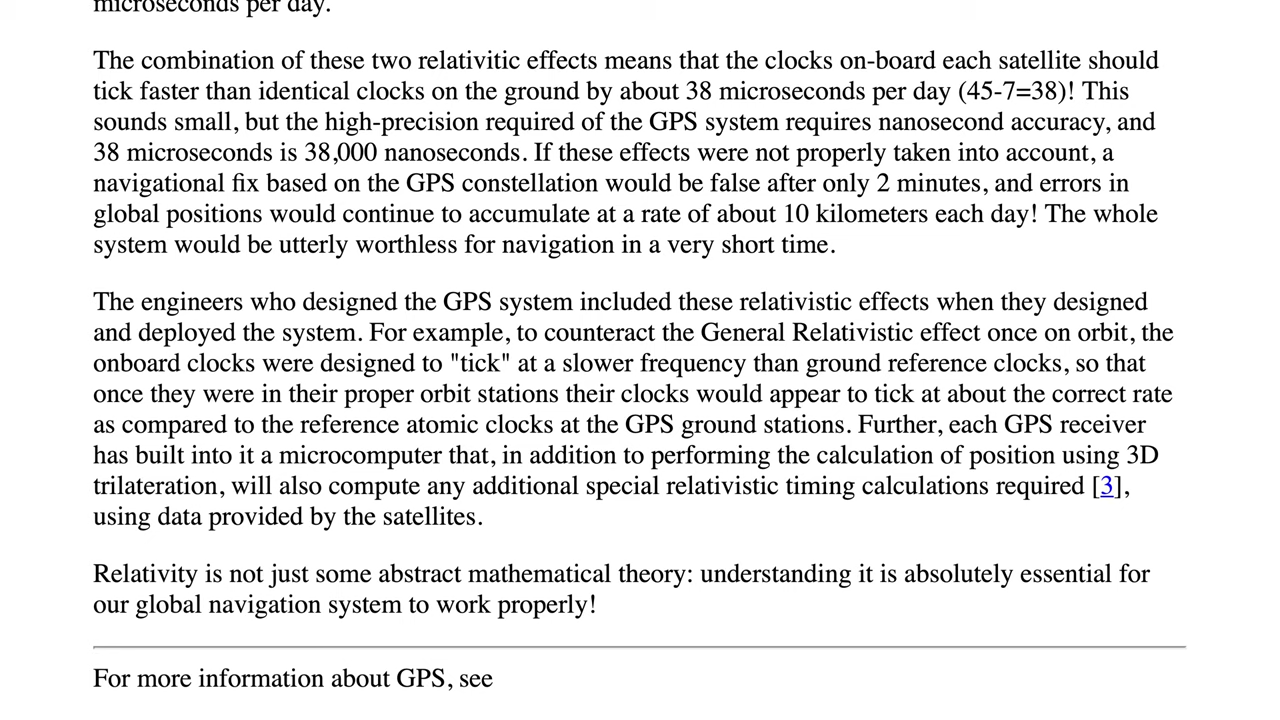 microseconds per day.
The combination of these two relativitic effects means that the clocks on-board each satellite should
tick faster than identical clocks on the ground by about 38 microseconds per day (45-7=38)! This
sounds small, but the high-precision required of the GPS system requires nanosecond accuracy, and
38 microseconds is 38,000 nanoseconds. If these effects were not properly taken into account, a
navigational fix based on the GPS constellation would be false after only 2 minutes, and errors in
global positions would continue to accumulate at a rate of about 10 kilometers each day! The whole
system would be utterly worthless for navigation in a very short time.
The engineers who designed the GPS system included these relativistic effects when they designed
and deployed the system. For example, to counteract the General Relativistic effect once on orbit, the
onboard clocks were designed to "tick" at a slower frequency than ground reference clocks, so that
once they were in their proper orbit stations their clocks would appear to tick at about the correct rate
as compared to the reference atomic clocks at the GPS ground stations. Further, each GPS receiver
has built into it a microcomputer that, in addition to performing the calculation of position using 3D
trilateration, will also compute any additional special relativistic timing calculations required [3],
using data provided by the satellites.
Relativity is not just some abstract mathematical theory: understanding it is absolutely essential for
our global navigation system to work properly!
For more information about GPS, see